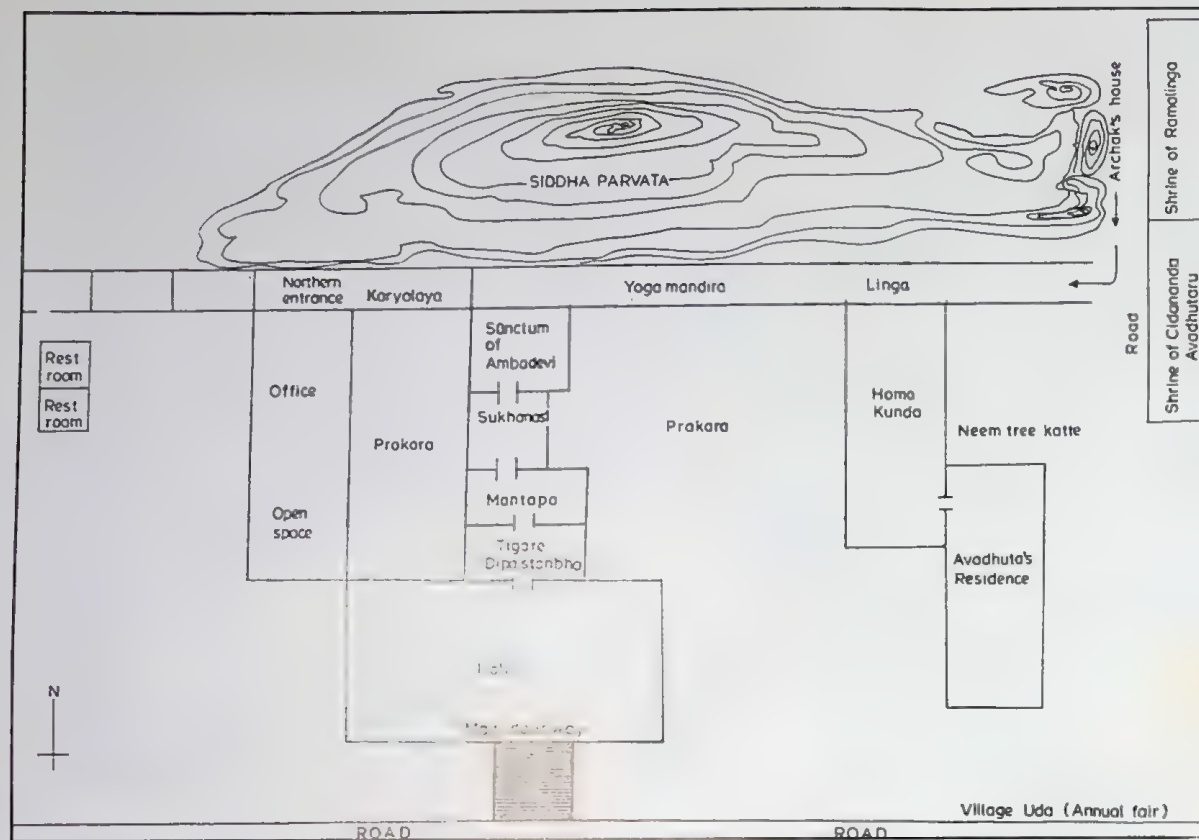 Archak's house
Shrine of Ramalinga
SIDDHA PARVATA
Northern
entrance
Karyalaya
Yoga mandira
Linga
Road
Shrine of Cidananda
Avadhutaru
Rest
room
Rest
room
Office
Sanctum
of
Ambadevi
Sukhanasi
Prakara
Prakara
Homa
Kunda
Neem tree katte
Mantapa
Open
space
Tigare
Dipastanbha
Avadhuta's
Residence
N
Village Uda (Annual fair)
ROAD
ROAD